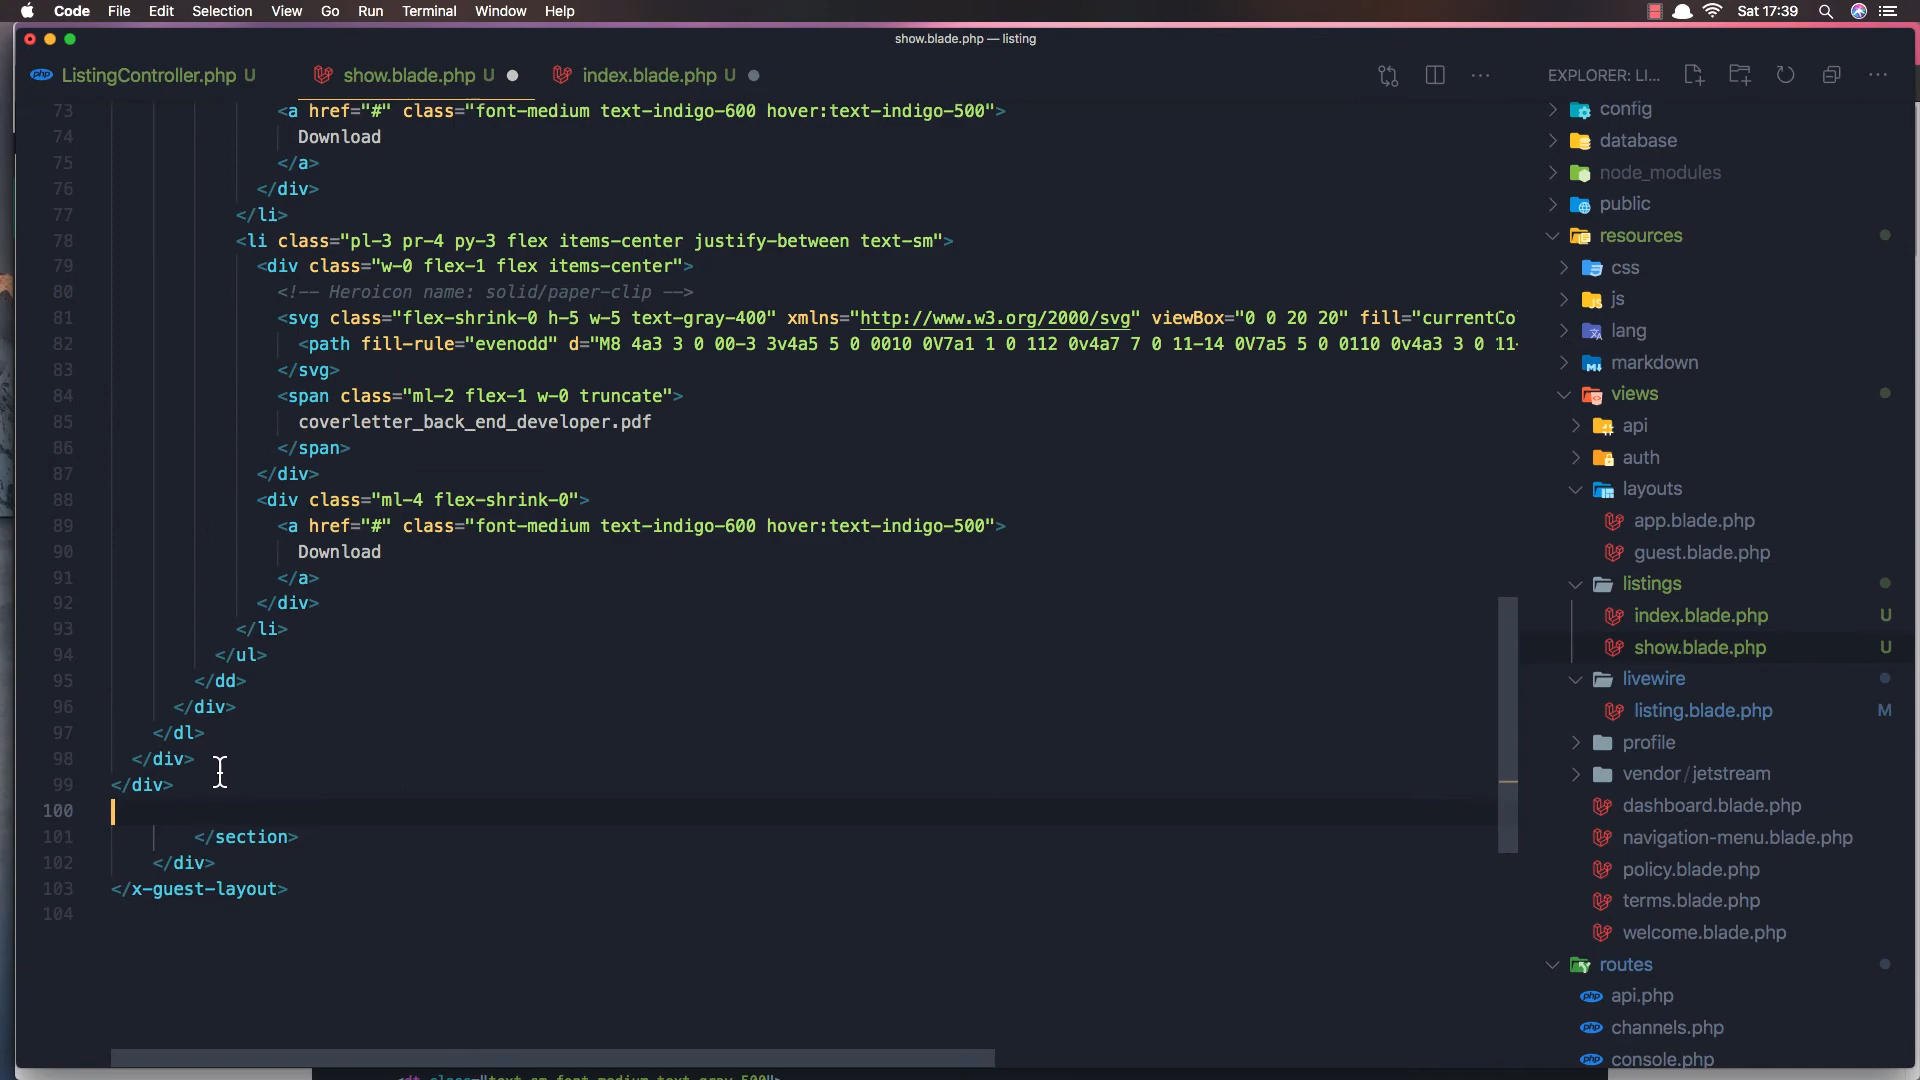 Code File Edit Selection View Go Run Terminal Window Help Sat 17:39
show.blade.php — listing
php ListingController.php U show.blade.php U index.blade.php U EXPLORER: LI...
73 <a href="#" class="font-medium text-indigo-600 hover:text-indigo-500">
74 Download
75 </a>
76 </div>
77 </li>
78 <li class="pl-3 pr-4 py-3 flex items-center justify-between text-sm">
79 <div class="w-0 flex-1 flex items-center">
80 <!-- Heroicon name: solid/paper-clip -->
81 <svg class="flex-shrink-0 h-5 w-5 text-gray-400" xmlns="http://www.w3.org/2000/svg" viewBox="0 0 20 20" fill="currentCo
82 <path fill-rule="evenodd" d="M8 4a3 3 0 00-3 3v4a5 5 0 0010 0V7a1 1 0 112 0v4a7 7 0 11-14 0V7a5 5 0 0110 0v4a3 3 0 11-
83 </svg>
84 <span class="ml-2 flex-1 w-0 truncate">
85 coverletter_back_end_developer.pdf
86 </span>
87 </div>
88 <div class="ml-4 flex-shrink-0">
89 <a href="#" class="font-medium text-indigo-600 hover:text-indigo-500">
90 Download
91 </a>
92 </div>
93 </li>
94 </ul>
95 </dd>
96 </div>
97 </dl>
98 </div>
99 </div>
100
101 </section>
102 </div>
103 </x-guest-layout>
104
config
database
node_modules
public
resources
css
js
lang
markdown
views
api
auth
layouts
app.blade.php
guest.blade.php
listings
index.blade.php U
show.blade.php U
livewire
listing.blade.php M
profile
vendor/jetstream
dashboard.blade.php
navigation-menu.blade.php
policy.blade.php
terms.blade.php
welcome.blade.php
routes
php api.php
php channels.php
php console.php
<dt class="text-sm font-medium text-gray-500">